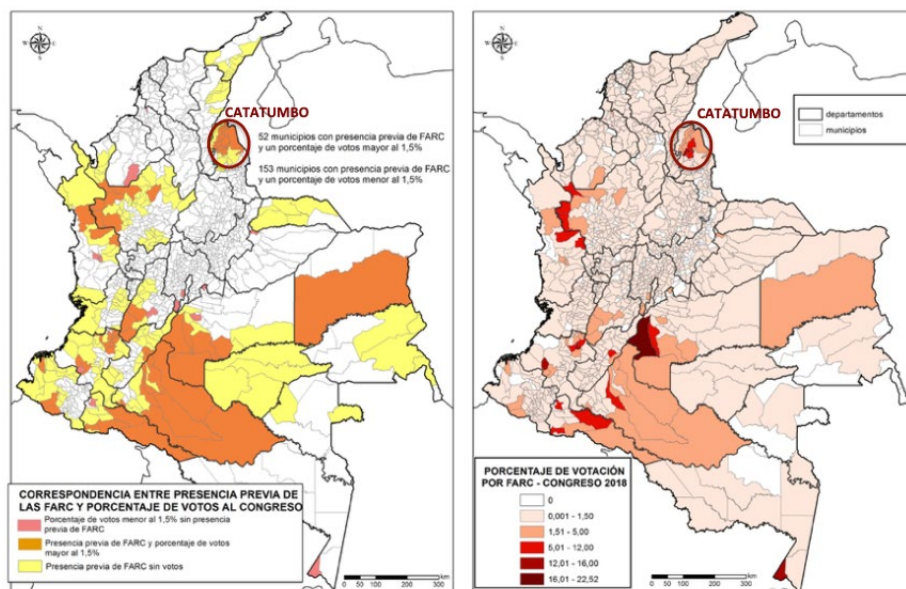 N
W
E
S
CATATUMBO
52 municipios con presencia previa de FARC
y un porcentaje de votos mayor al 1,5%
153 municipios con presencia previa de FARC
y un porcentaje de votos menor al 1,5%
CORRESPONDENCIA ENTRE PRESENCIA PREVIA DE
LAS FARC Y PORCENTAJE DE VOTOS AL CONGRESO
Porcentaje de votos menor al 1,5% sin presencia
previa de FARC
Presencia previa de FARC y porcentaje de votos
mayor al 1,5%
Presencia previa de FARC sin votos
0 50 100 200 300
km
N
W
E
S
CATATUMBO
departamentos
municipios
PORCENTAJE DE VOTACIÓN
POR FARC - CONGRESO 2018
0
0,001 - 1,50
1,51 - 5,00
5,01 - 12,00
12,01 - 16,00
16,01 - 22,52
0 50 100 200 300
km